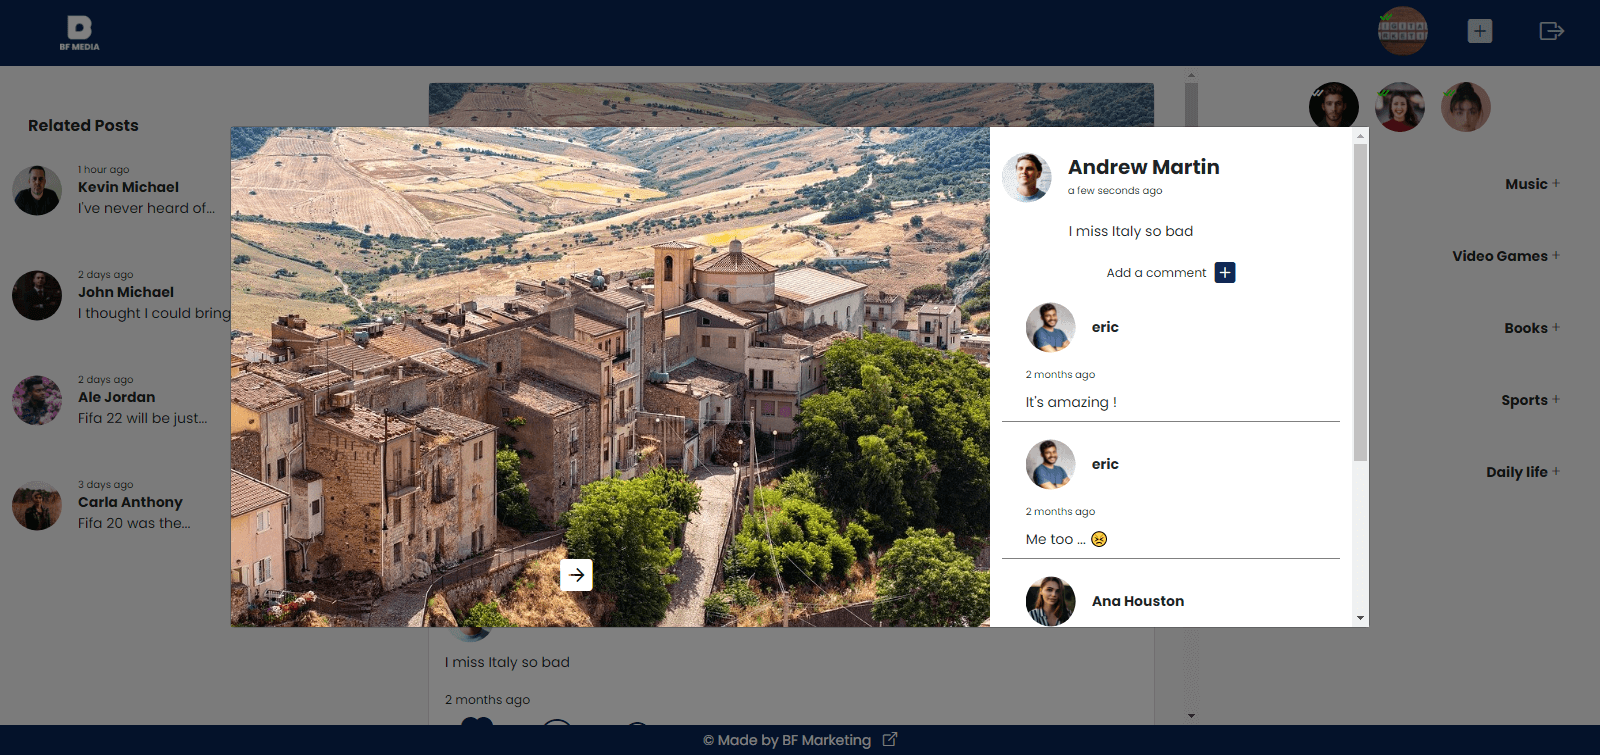 BF MEDIA
Related Posts
1 hour ago
Kevin Michael
I've never heard of...
2 days ago
John Michael
I thought I could bring
2 days ago
Ale Jordan
Fifa 22 will be just...
3 days ago
Carla Anthony
Fifa 20 was the...
Andrew Martin
a few seconds ago
I miss Italy so bad
Add a comment
eric
2 months ago
It's amazing !
eric
2 months ago
Me too ... 😣
Ana Houston
I miss Italy so bad
2 months ago
Music +
Video Games +
Books +
Sports +
Daily life +
© Made by BF Marketing